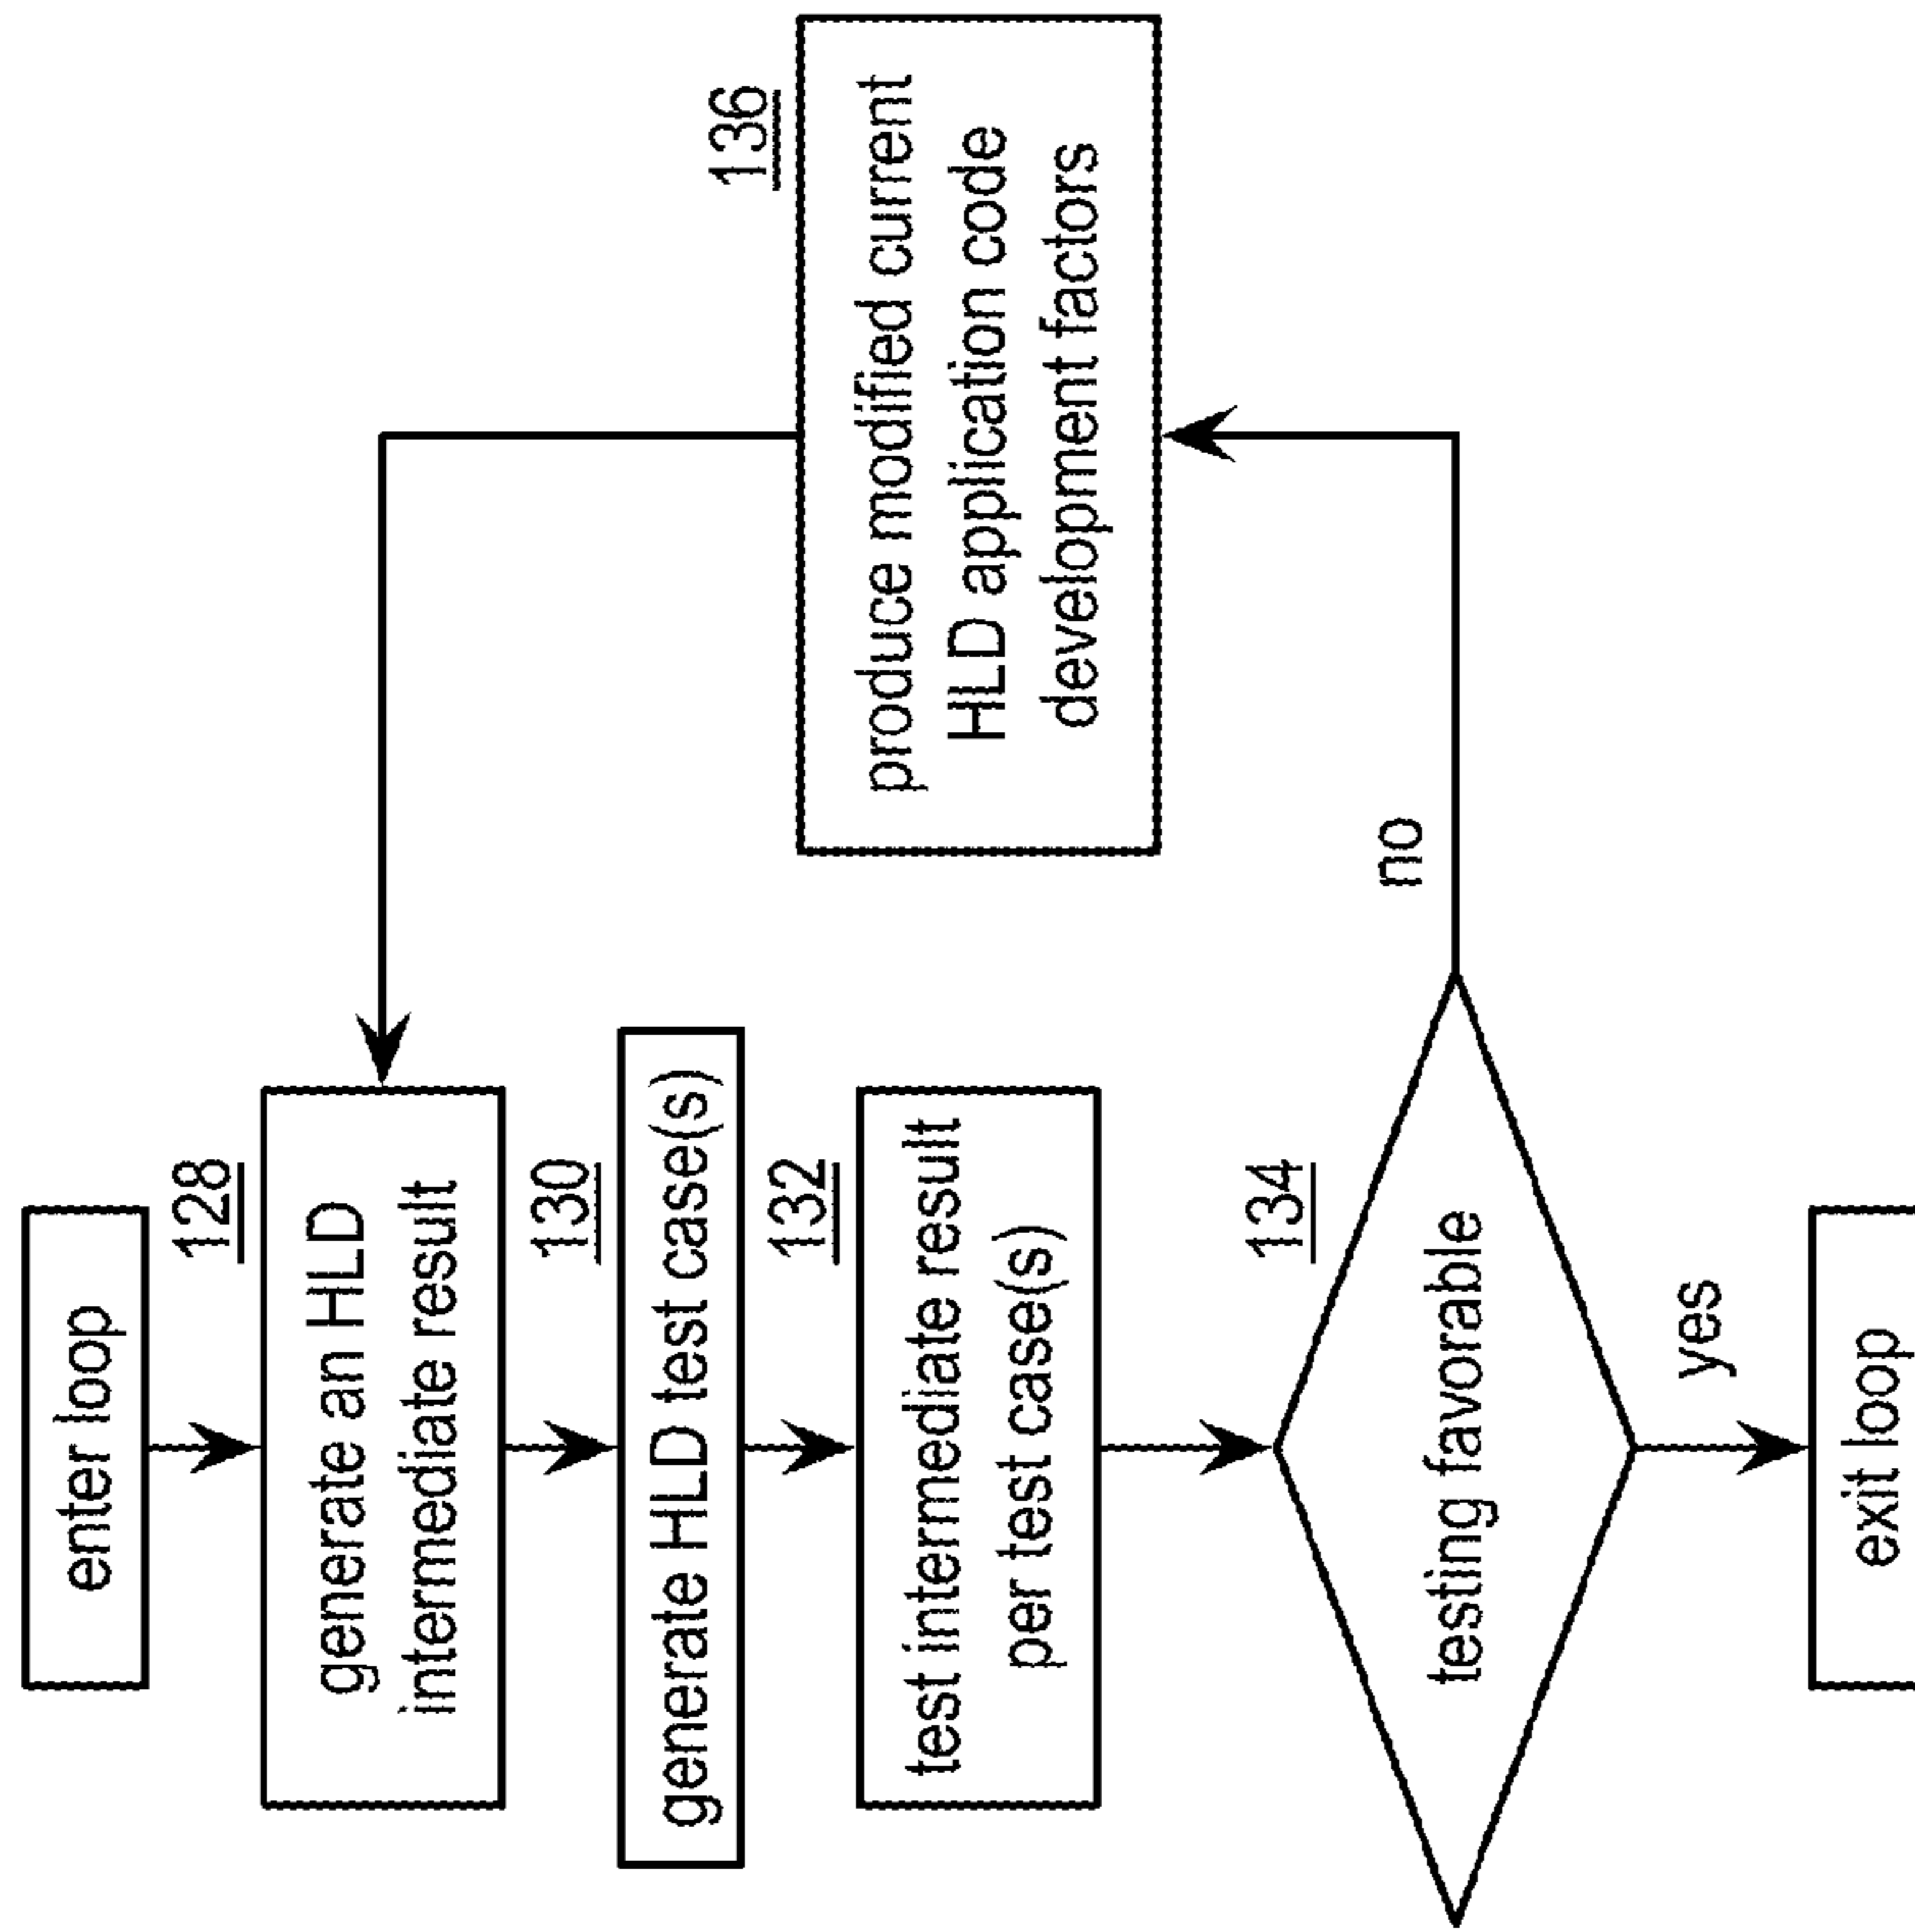 enter loop
128
generate an HLD
intermediate result
130
generate HLD test case(s)
132
test intermediate result
per test case(s)
134
testing favorable
no
136
produce modified current
HLD application code
development factors
yes
exit loop